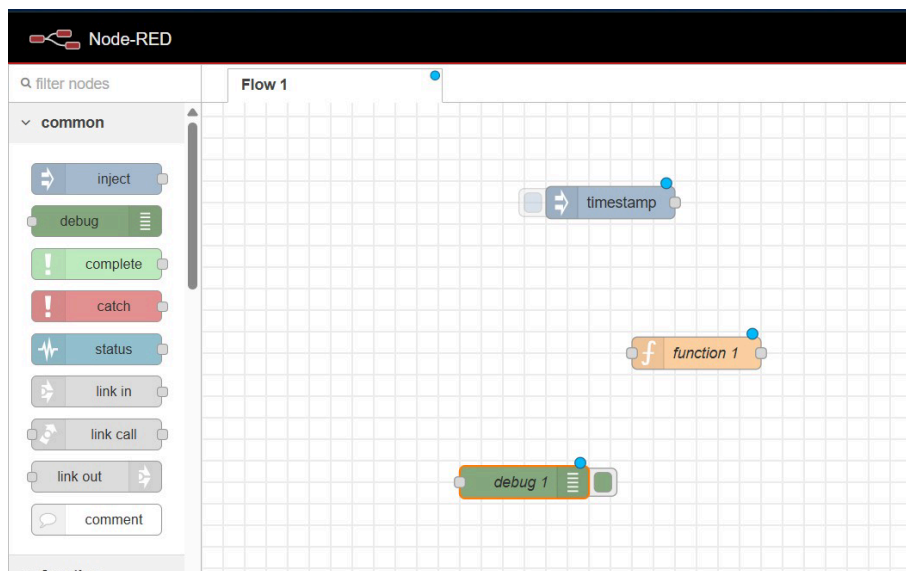 Node-RED
filter nodes
Flow 1
common
inject
debug
complete
catch
status
link in
link call
link out
comment
timestamp
function 1
debug 1